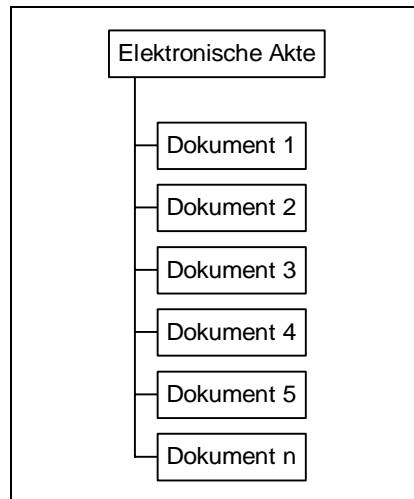 Elektronische Akte
Dokument 1
Dokument 2
Dokument 3
Dokument 4
Dokument 5
Dokument n